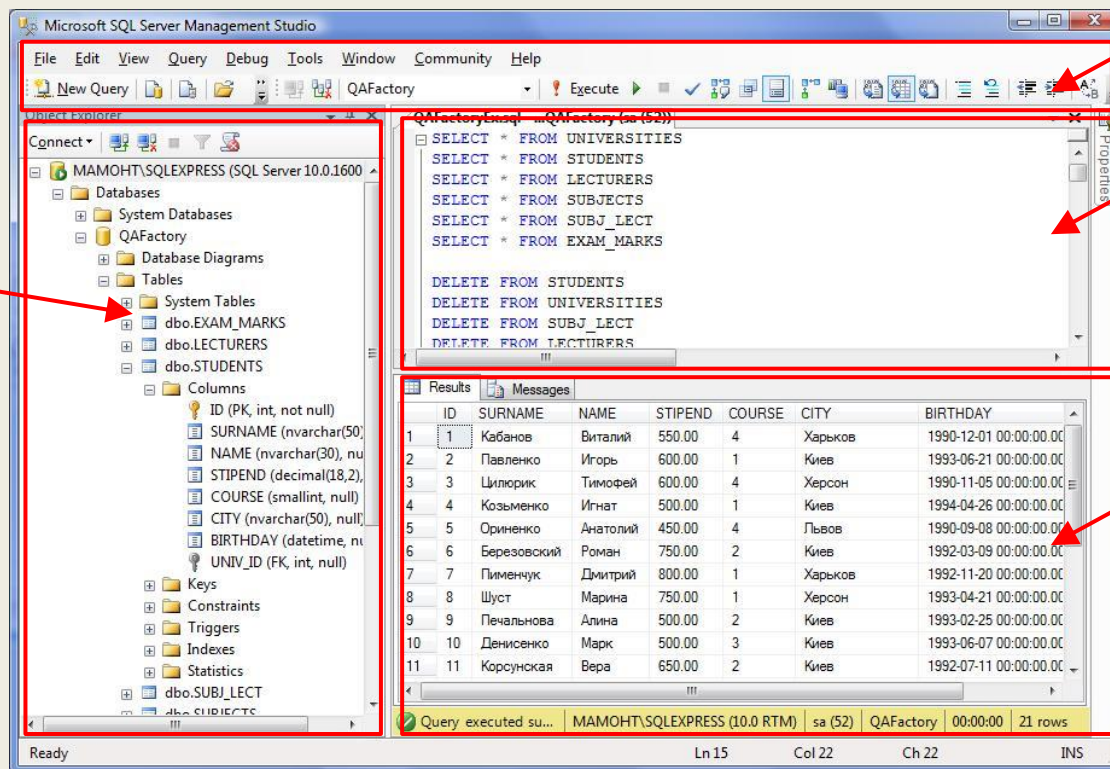 Microsoft SQL Server Management Studio
File Edit View Query Debug Tools Window Community Help
New Query QAFactory Execute
Object Explorer
Connect
MAMOHT\SQLEXPRESS (SQL Server 10.0.1600
Databases
System Databases
QAFactory
Database Diagrams
Tables
System Tables
dbo.EXAM_MARKS
dbo.LECTURERS
dbo.STUDENTS
Columns
ID (PK, int, not null)
SURNAME (nvarchar(50)
NAME (nvarchar(30), nu
STIPEND (decimal(18,2),
COURSE (smallint, null)
CITY (nvarchar(50), null)
BIRTHDAY (datetime, nu
UNIV_ID (FK, int, null)
Keys
Constraints
Triggers
Indexes
Statistics
dbo.SUBJ_LECT
dbo.SUBJECTS
QAFactoryEx.sql ...QAFactory (sa (52))
SELECT * FROM UNIVERSITIES
SELECT * FROM STUDENTS
SELECT * FROM LECTURERS
SELECT * FROM SUBJECTS
SELECT * FROM SUBJ_LECT
SELECT * FROM EXAM_MARKS
DELETE FROM STUDENTS
DELETE FROM UNIVERSITIES
DELETE FROM SUBJ_LECT
DELETE FROM LECTURERS
Properties
Results Messages
ID SURNAME NAME STIPEND COURSE CITY BIRTHDAY
1 1 Кабанов Виталий 550.00 4 Харьков 1990-12-01 00:00:00.00
2 2 Павленко Игорь 600.00 1 Киев 1993-06-21 00:00:00.00
3 3 Цилюрик Тимофей 600.00 4 Херсон 1990-11-05 00:00:00.00
4 4 Козьменко Игнат 500.00 1 Киев 1994-04-26 00:00:00.00
5 5 Ориненко Анатолий 450.00 4 Львов 1990-09-08 00:00:00.00
6 6 Березовский Роман 750.00 2 Киев 1992-03-09 00:00:00.00
7 7 Пименчук Дмитрий 800.00 1 Харьков 1992-11-20 00:00:00.00
8 8 Шуст Марина 750.00 1 Херсон 1993-04-21 00:00:00.00
9 9 Печальнова Алина 500.00 2 Киев 1993-02-25 00:00:00.00
10 10 Денисенко Марк 500.00 3 Киев 1993-06-07 00:00:00.00
11 11 Корсунская Вера 650.00 2 Киев 1992-07-11 00:00:00.00
Query executed su... MAMOHT\SQLEXPRESS (10.0 RTM) sa (52) QAFactory 00:00:00 21 rows
Ready Ln 15 Col 22 Ch 22 INS